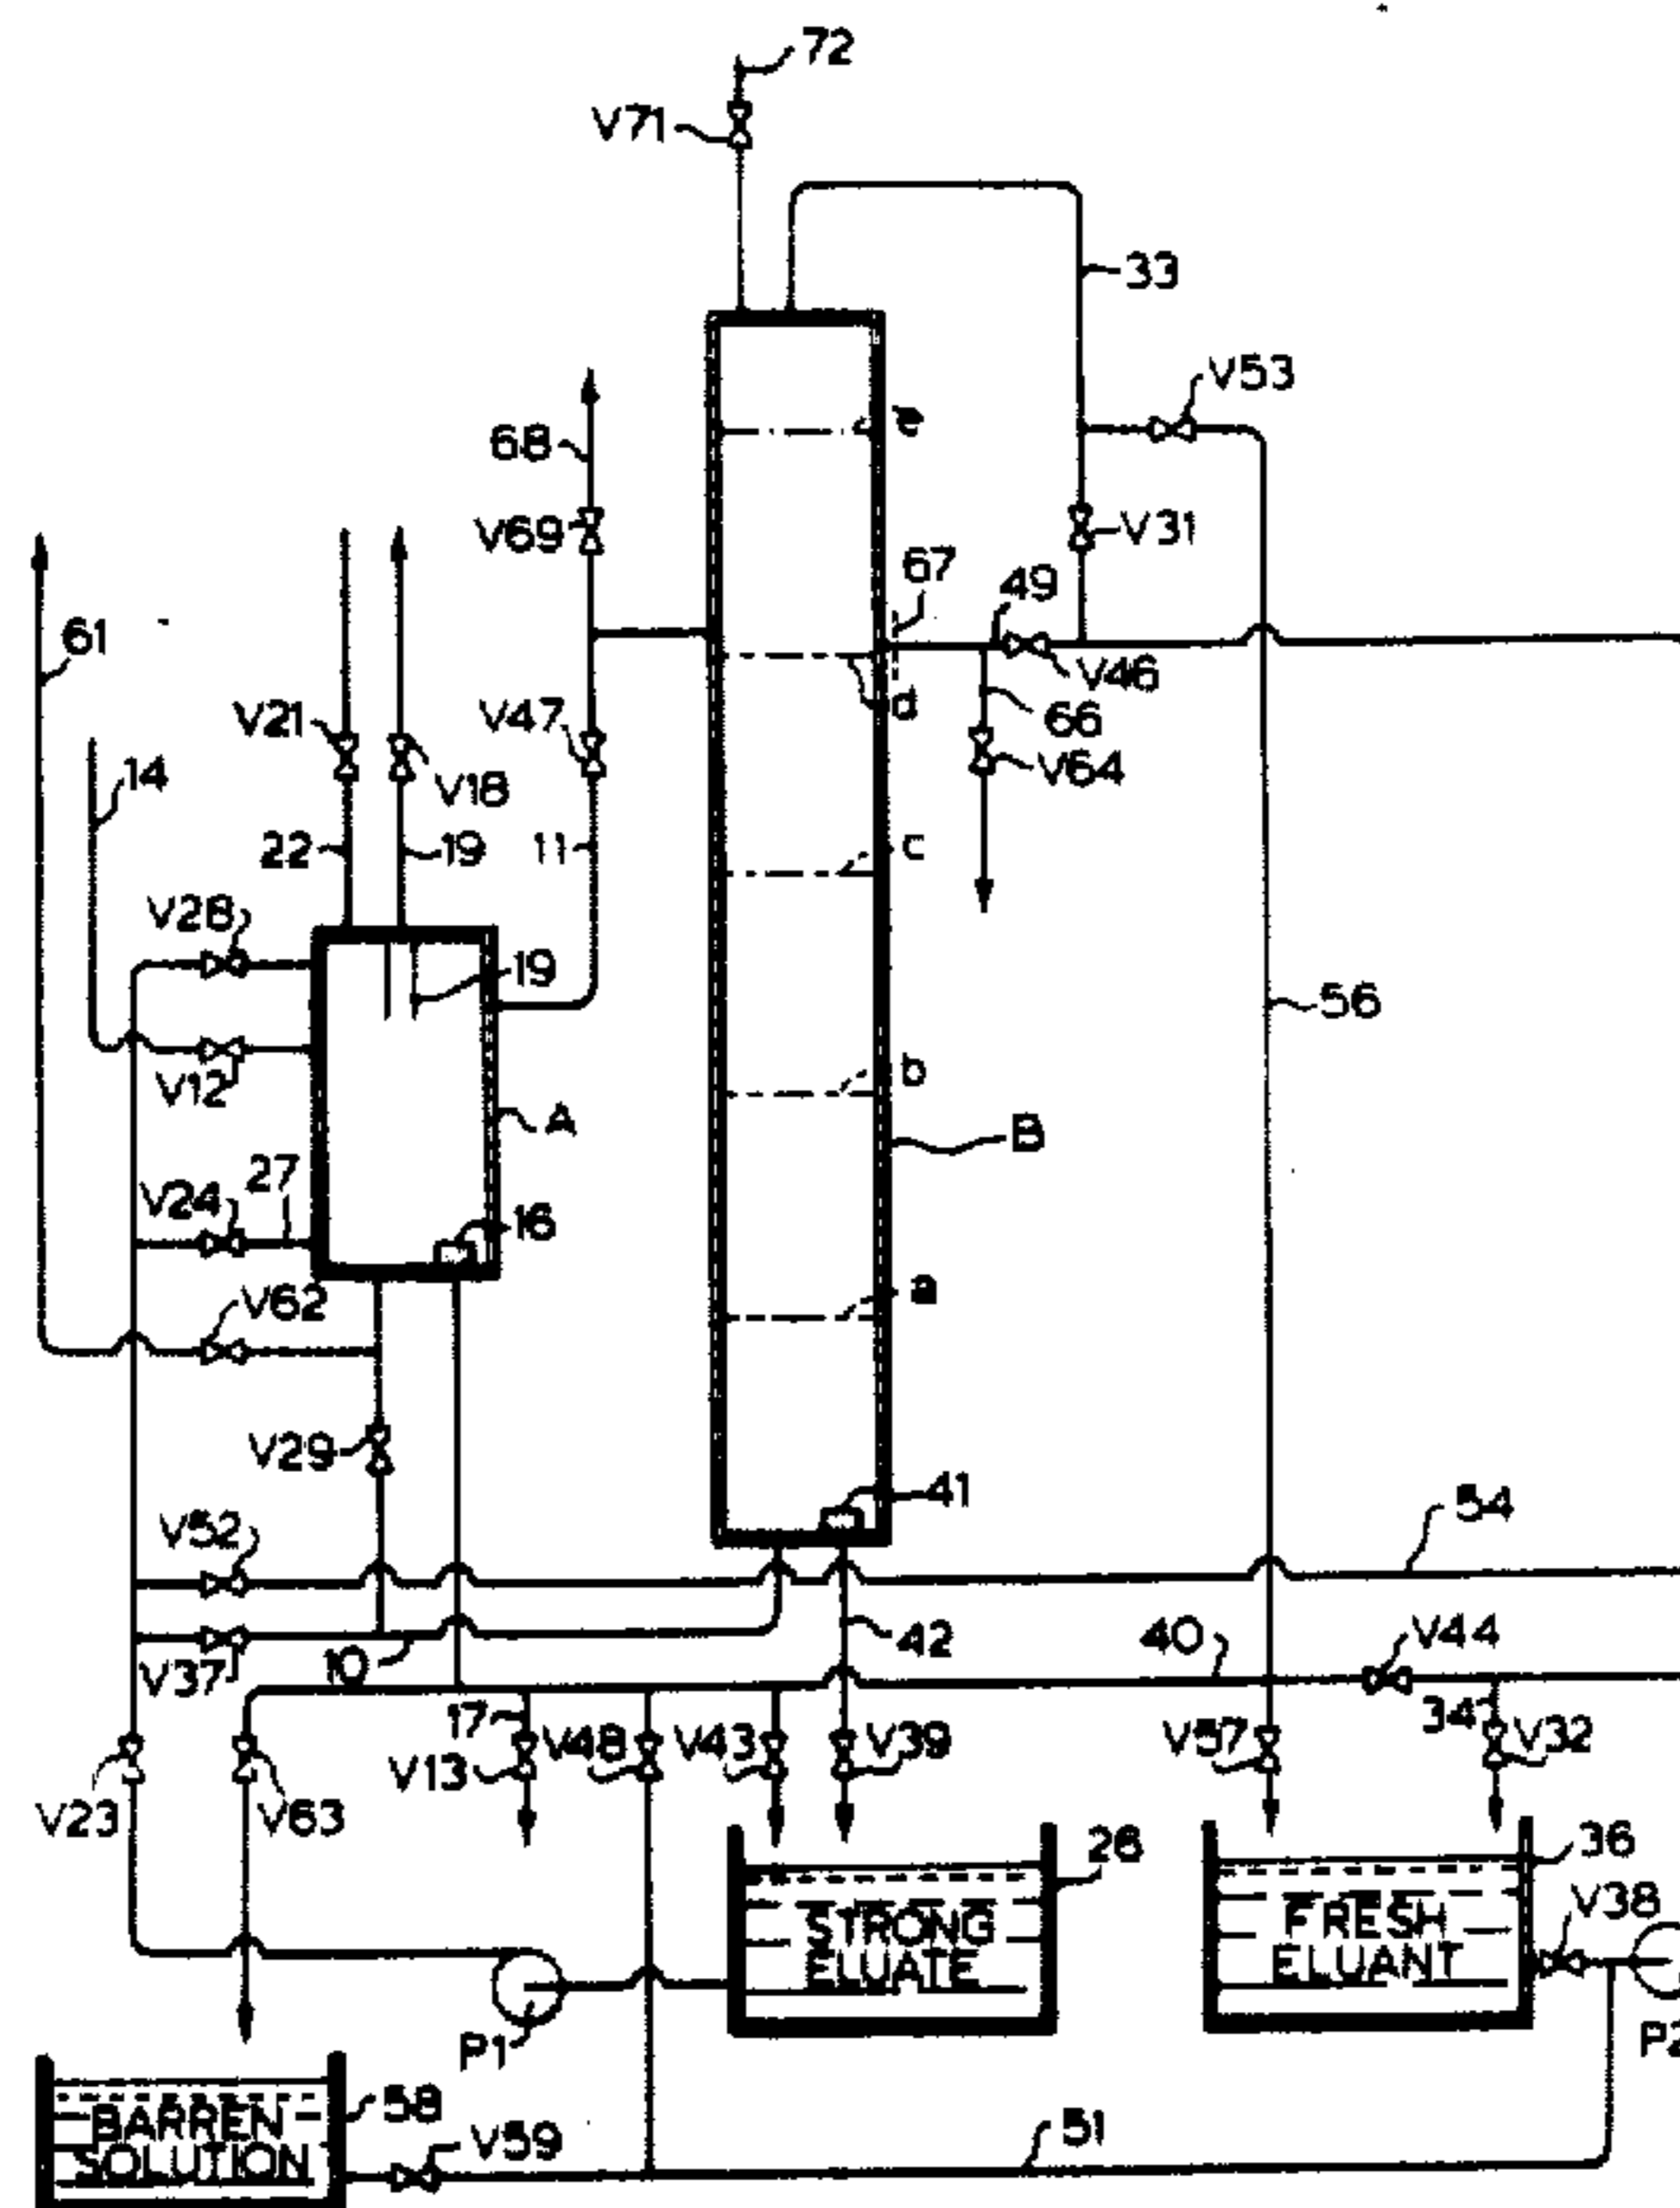 72
V71
33
V53
e
68
V69
V31
67
49
61
V46
d
V21
V47
66
14
V18
V64
22
19
11
c
V28
19
56
b
V12
A
B
27
V24
16
V62
a
V29
41
54
V52
42
40
V44
10
V37
17
34
V13
V48
V43
V39
V57
V32
V23
V63
26
36
V38
STRONG
ELUATE
FRESH
ELUANT
P1
P2
58
BARREN
SOLUTION
V59
51